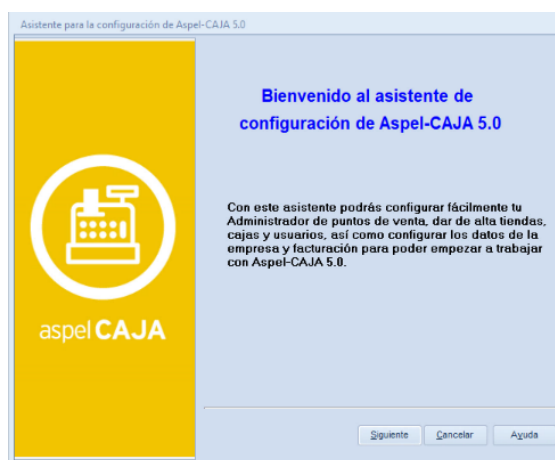 Asistente para la configuración de Aspel-CAJA 5.0
Bienvenido al asistente de
configuración de Aspel-CAJA 5.0
Con este asistente podrás configurar fácilmente tu
Administrador de puntos de venta, dar de alta tiendas,
cajas y usuarios, así como configurar los datos de la
empresa y facturación para poder empezar a trabajar
con Aspel-CAJA 5.0.
aspel CAJA
Siguiente Cancelar Ayuda